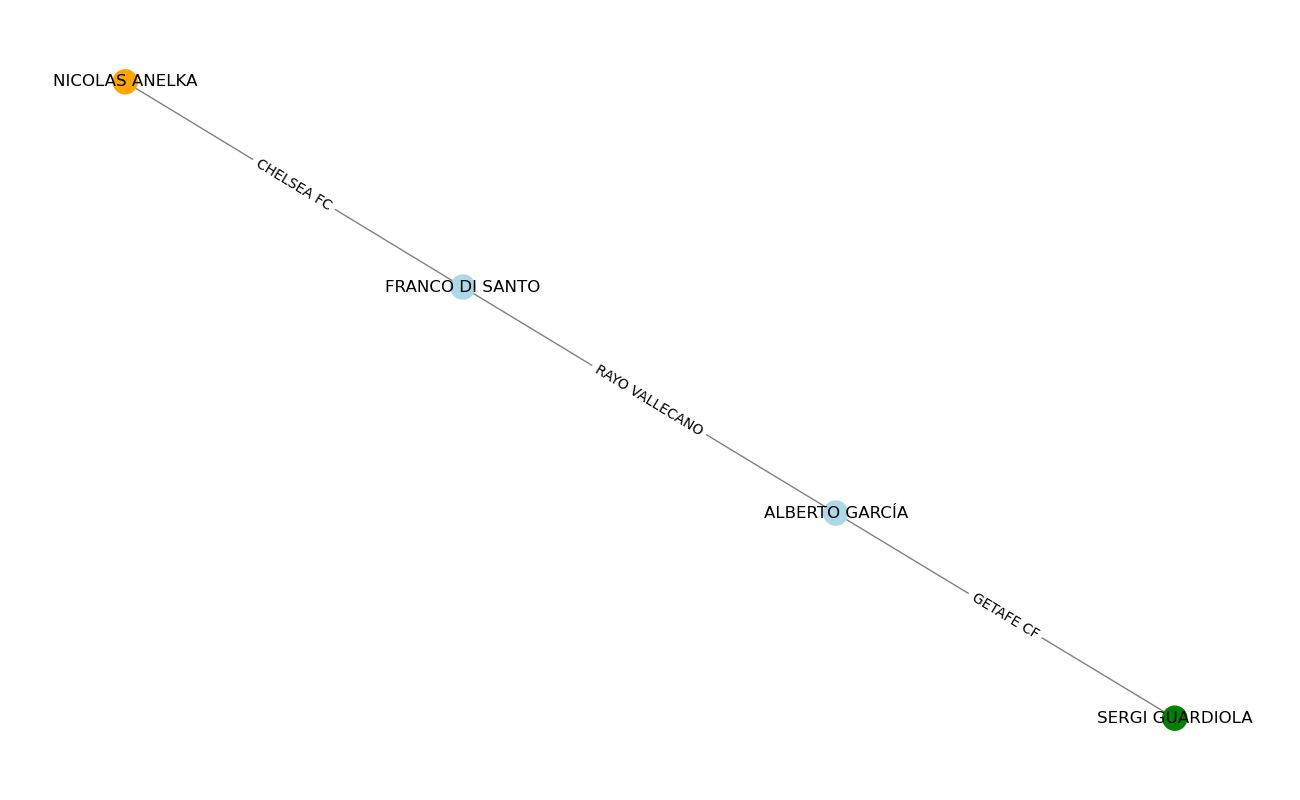 NICOLAS ANELKA
CHELSEA FC
FRANCO DI SANTO
RAYO VALLECANO
ALBERTO GARCÍA
GETAFE CF
SERGI GUARDIOLA